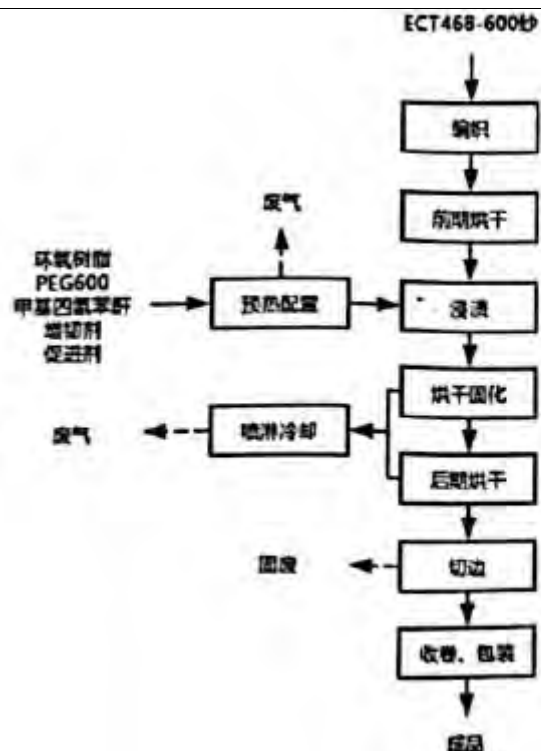 ECT468-600纱
编织
废气
前期烘干
环氧树脂
PEG600
甲基四氢苯酐
增韧剂
促进剂
预热配置
浸渍
烘干固化
废气
喷淋冷却
后期烘干
固废
切边
收卷、包装
成品